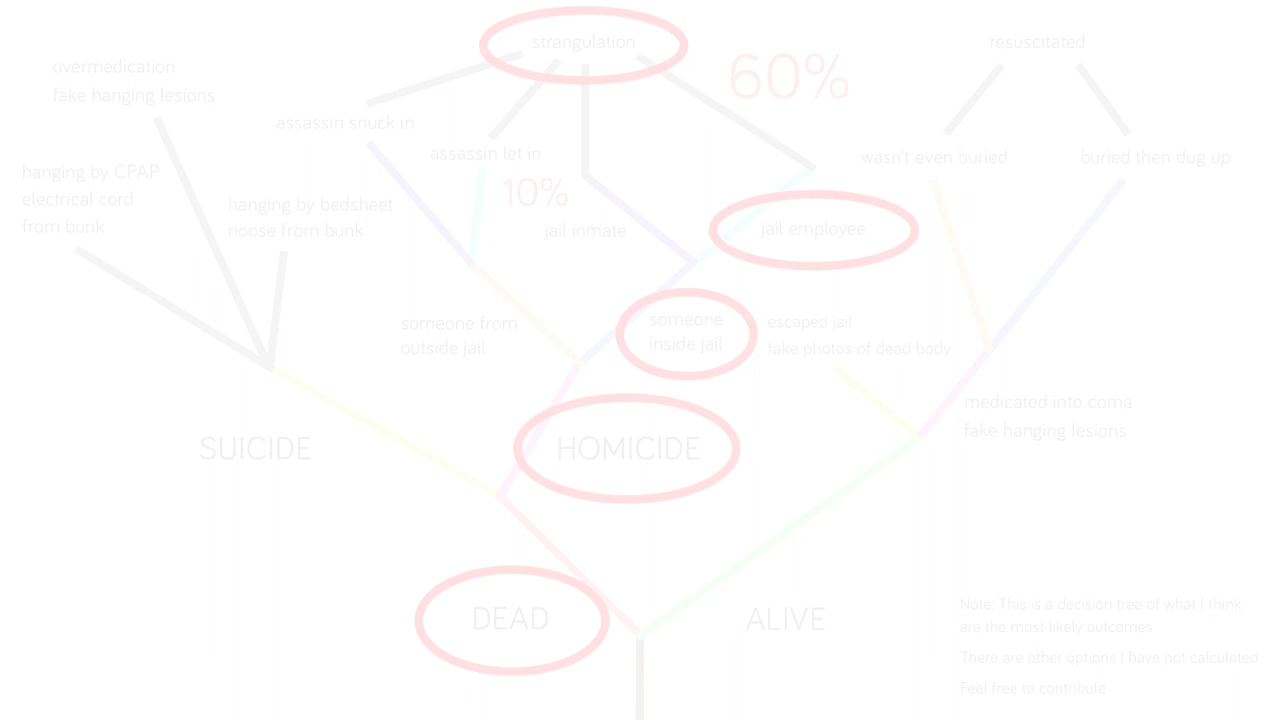 strangulation
resuscitated
overmedication
fake hanging lesions
60%
assassin snuck in
assassin let in
wasn't even buried
buried then dug up
hanging by CPAP
electrical cord
from bunk
10%
hanging by bedsheet
noose from bunk
jail inmate
jail employee
someone from
outside jail
someone
inside jail
escaped jail
fake photos of dead body
medicated into coma
fake hanging lesions
SUICIDE
HOMICIDE
DEAD
ALIVE
Note: This is a decision tree of what I think
are the most likely outcomes
There are other options I have not calculated
Feel free to contribute